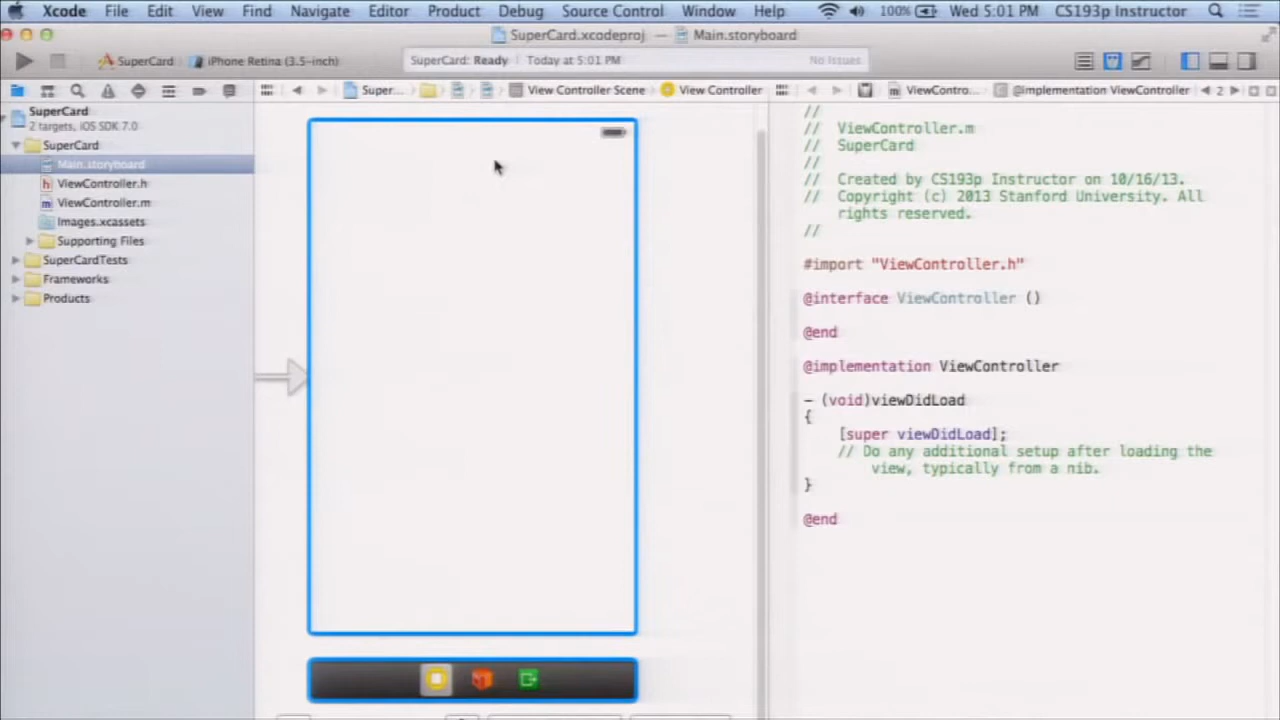 Xcode File Edit View Find Navigate Editor Product Debug Source Control Window Help 100% Wed 5:01 PM CS193p Instructor
SuperCard.xcodeproj — Main.storyboard
SuperCard iPhone Retina (3.5-inch) SuperCard: Ready Today at 5:01 PM No Issues
Super... View Controller Scene View Controller ViewContro... @implementation ViewController 2
SuperCard
2 targets, iOS SDK 7.0
SuperCard
Main.storyboard
h ViewController.h
m ViewController.m
Images.xcassets
Supporting Files
SuperCardTests
Frameworks
Products
//
// ViewController.m
// SuperCard
//
// Created by CS193p Instructor on 10/16/13.
// Copyright (c) 2013 Stanford University. All
rights reserved.
//
#import "ViewController.h"
@interface ViewController ()
@end
@implementation ViewController
- (void)viewDidLoad
{
[super viewDidLoad];
// Do any additional setup after loading the
view, typically from a nib.
}
@end